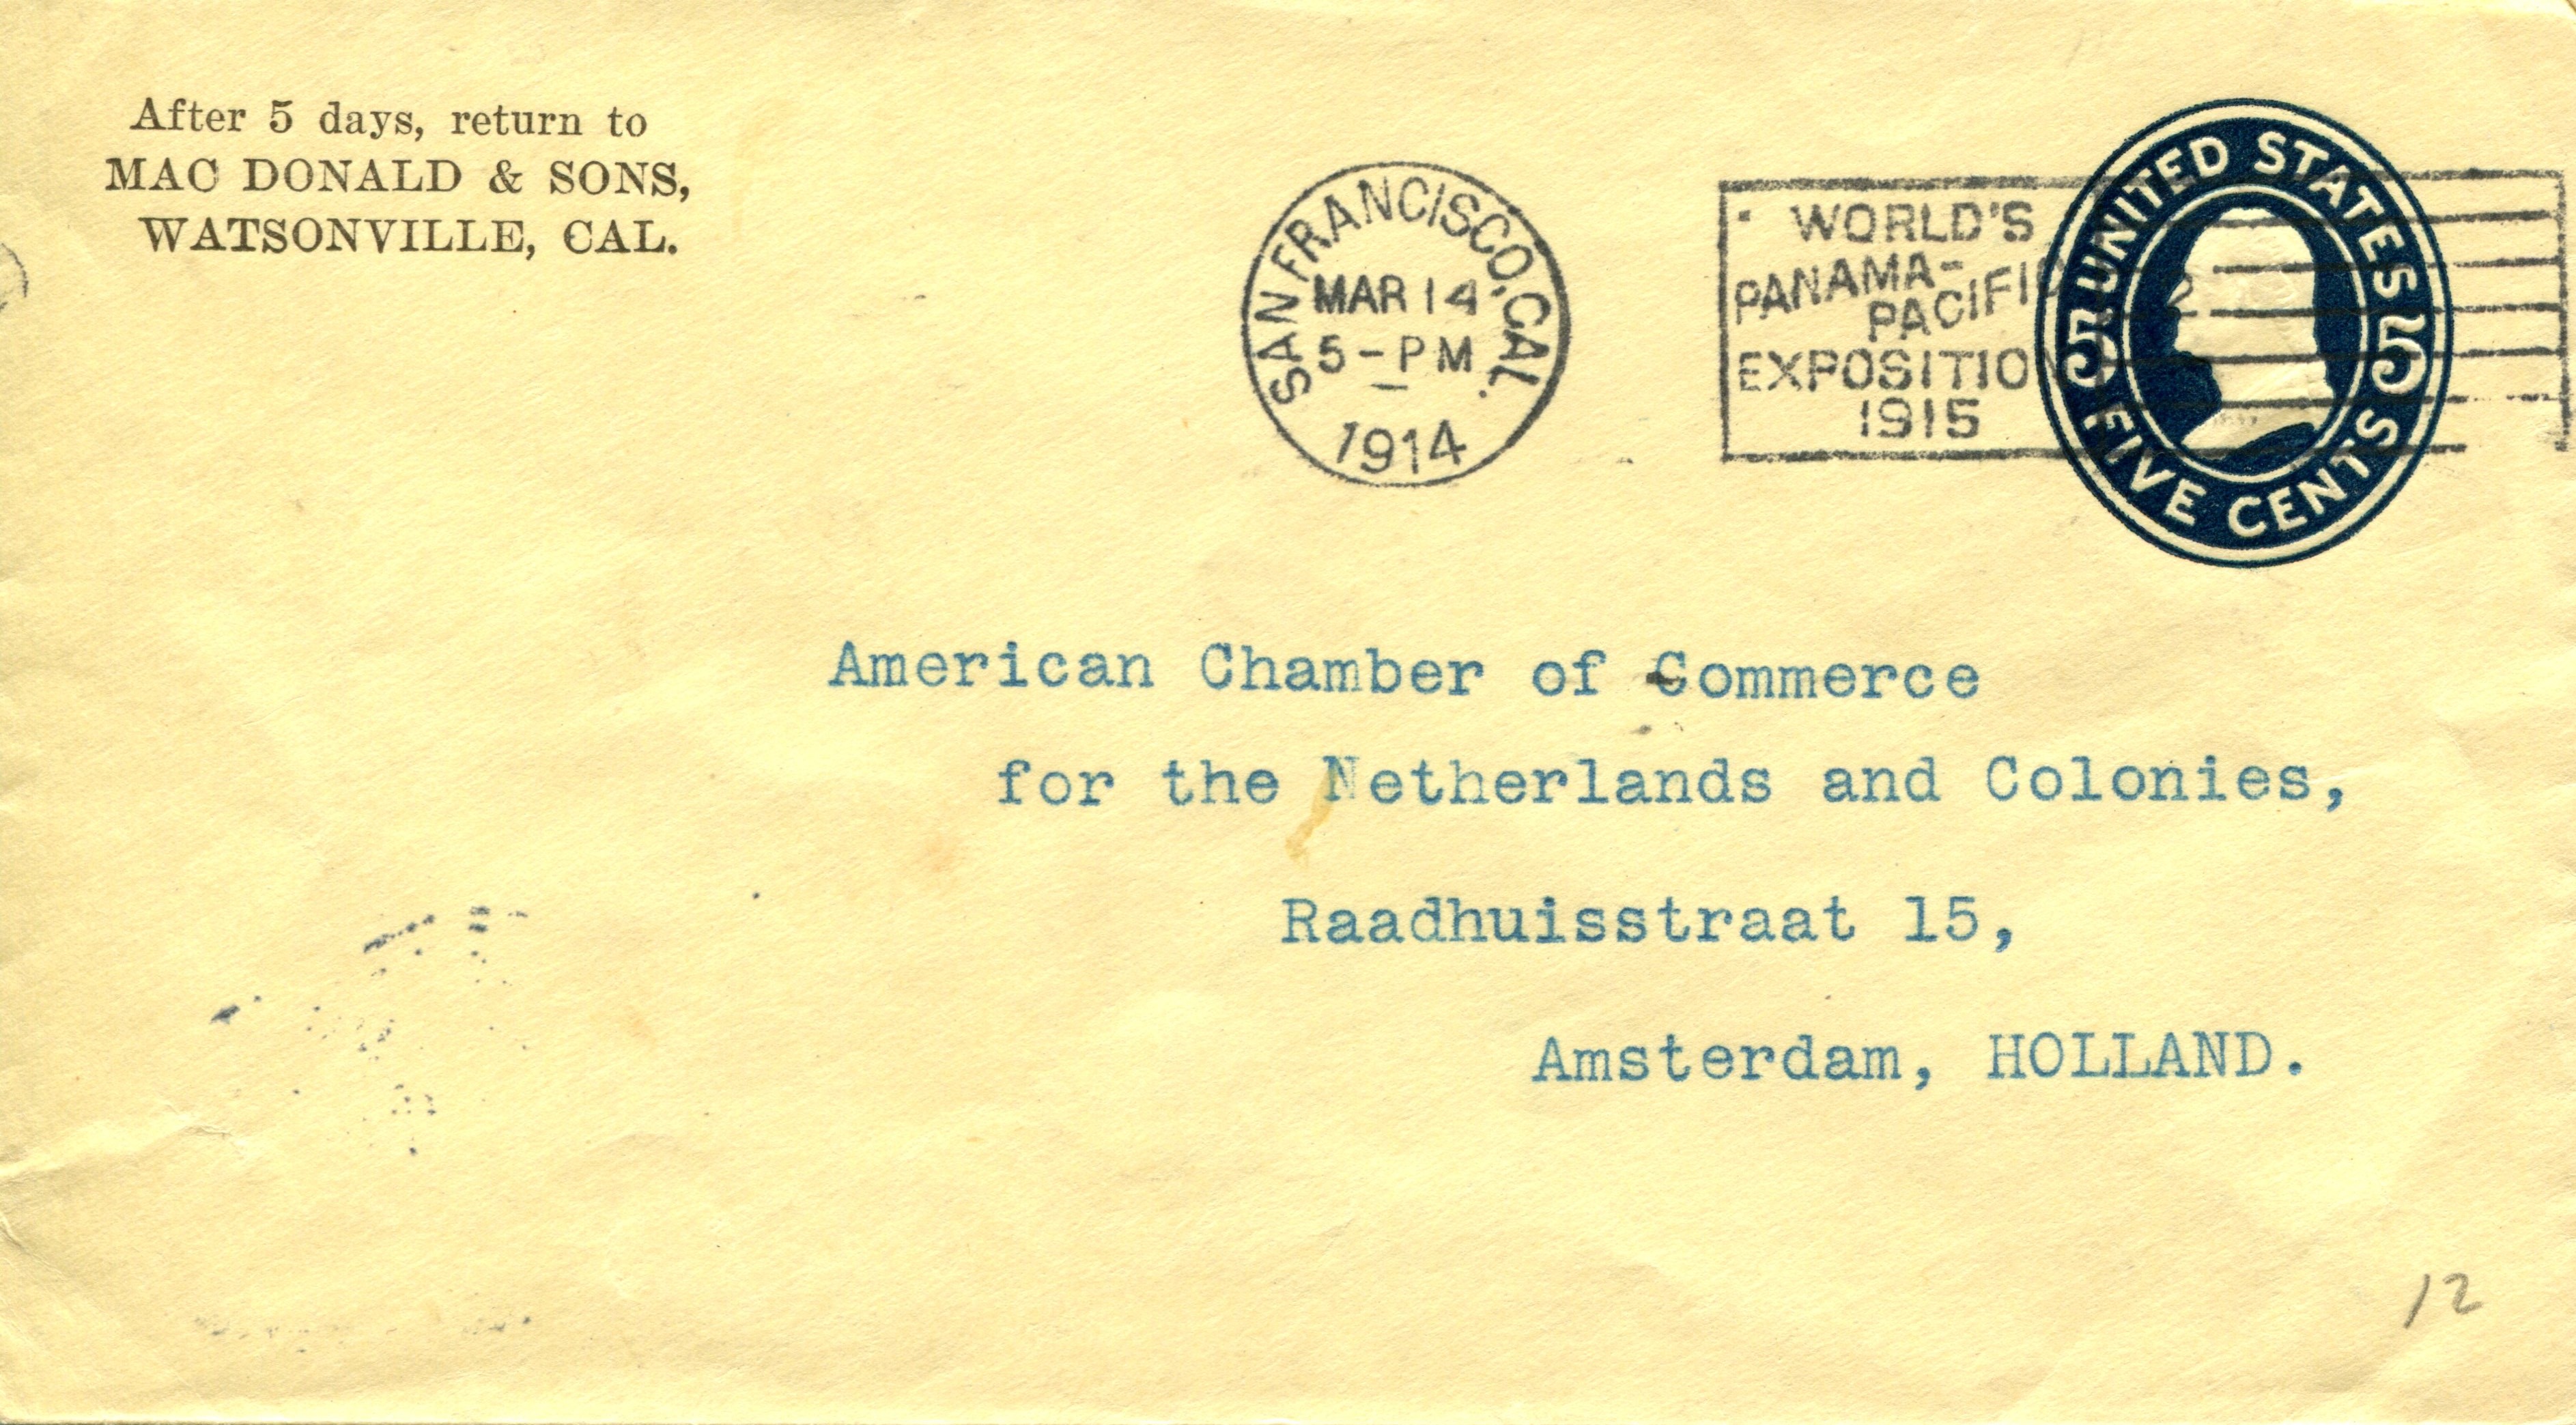 After 5 days, return to
MAC DONALD & SONS,
WATSONVILLE, CAL.
SAN FRANCISCO, CAL.
MAR 14
5-PM
1914
WORLD'S
PANAMA-
PACIFIC
EXPOSITION
1915
2
UNITED STATES
5 5
FIVE CENTS
American Chamber of Commerce
for the Netherlands and Colonies,
Raadhuisstraat 15,
Amsterdam, HOLLAND.
12